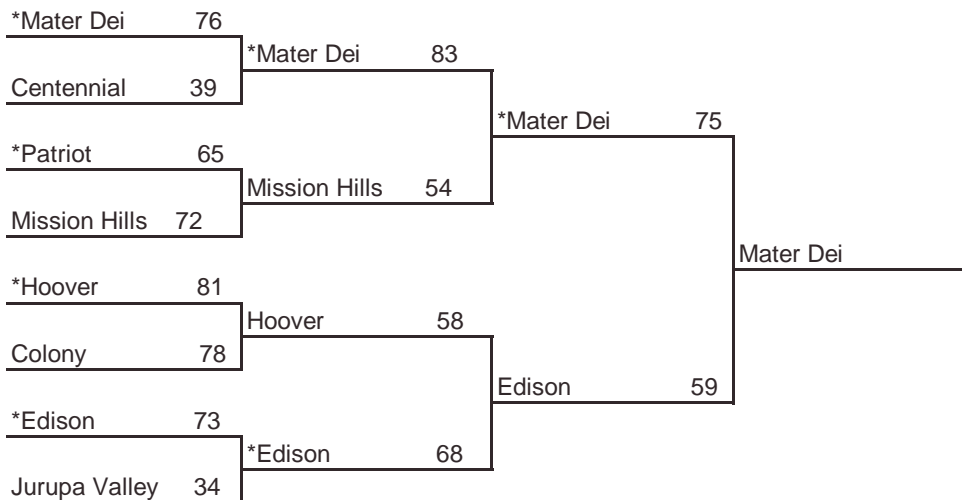 *Mater Dei 76
*Mater Dei 83
Centennial 39
*Mater Dei 75
*Patriot 65
Mission Hills 54
Mission Hills 72
Mater Dei
*Hoover 81
Hoover 58
Colony 78
Edison 59
*Edison 73
*Edison 68
Jurupa Valley 34